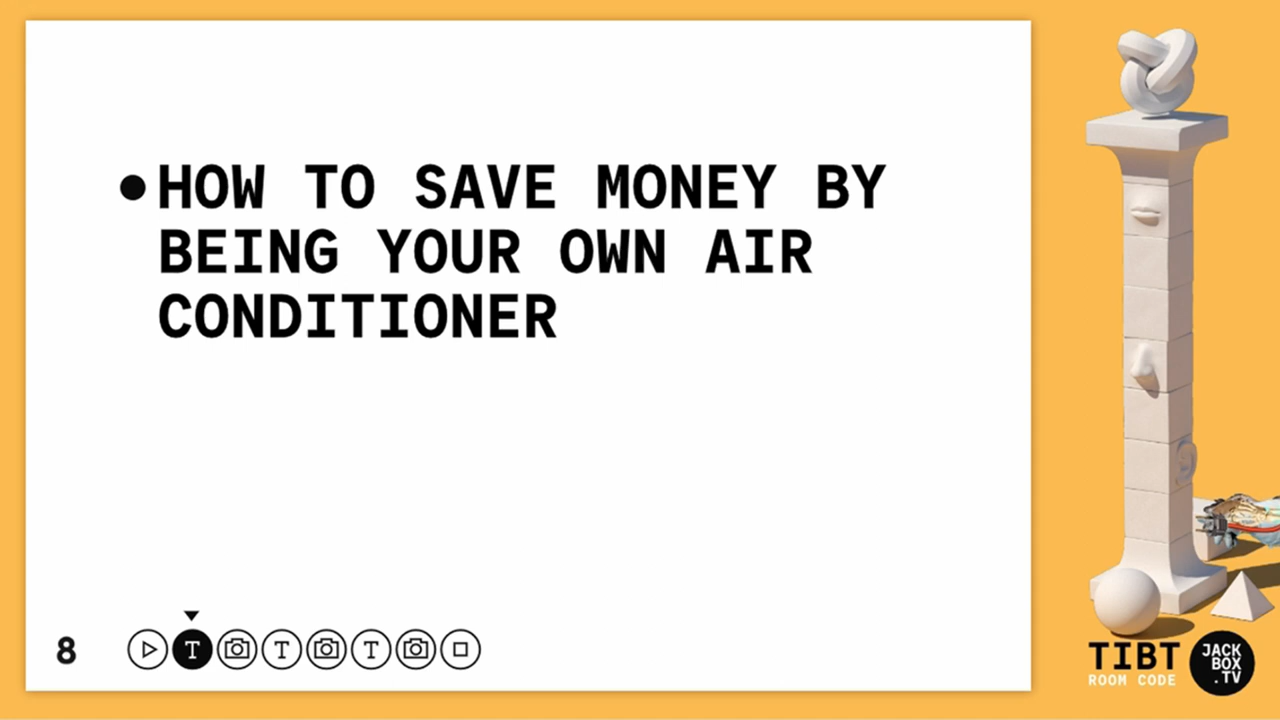 •HOW TO SAVE MONEY BY
BEING YOUR OWN AIR
CONDITIONER
8
T
T
T
TIBT
ROOM CODE
JACK
BOX
.TV